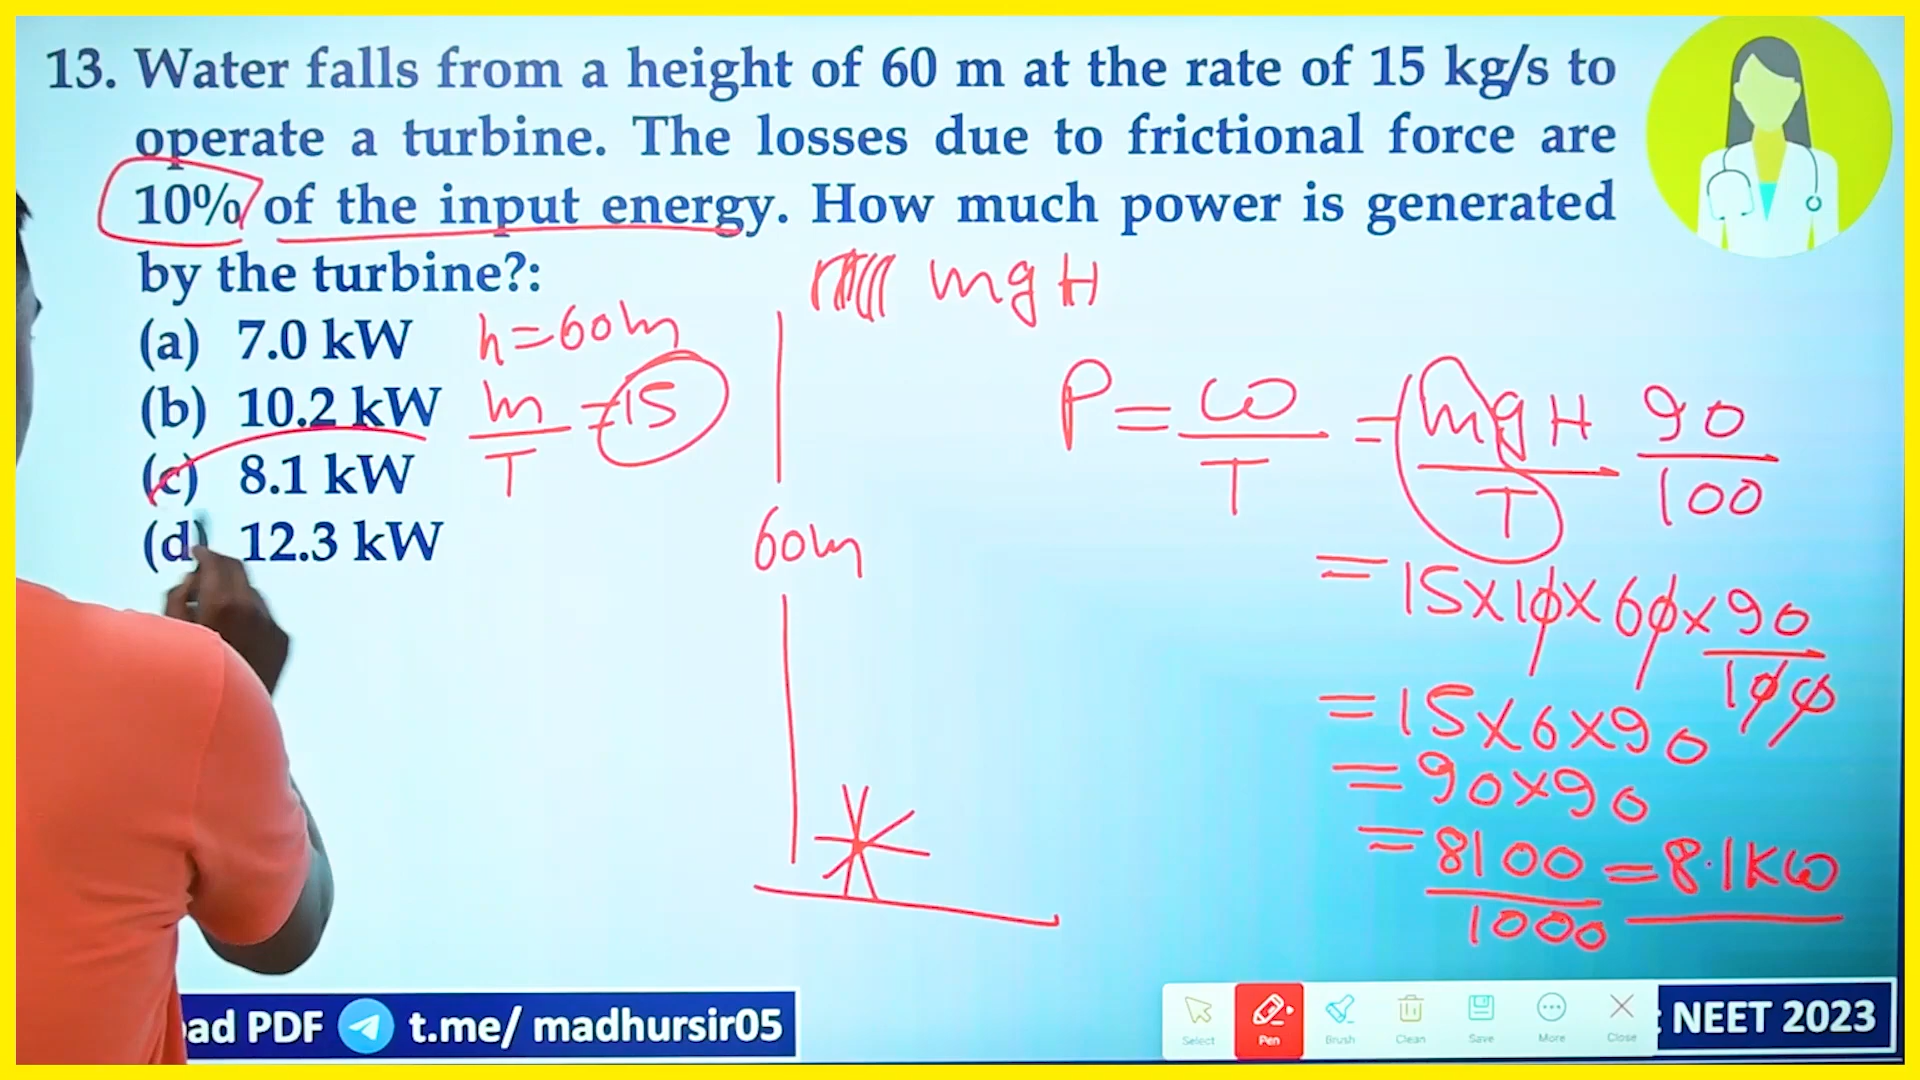 13. Water falls from a height of 60 m at the rate of 15 kg/s to
operate a turbine. The losses due to frictional force are
10% of the input energy. How much power is generated
by the turbine?:
(a) 7.0 kW
(b) 10.2 kW
(c) 8.1 kW
(d) 12.3 kW
h=60m
m/T =15
60m
mgH
P = ω/T = mgH/T 90/100
= 15×10×60×90/100
= 15×6×90
= 90×90
= 8100/1000 = 8.1Kω
ad PDF t.me/ madhursir05
Select Pen Brush Clean Save More Close
: NEET 2023